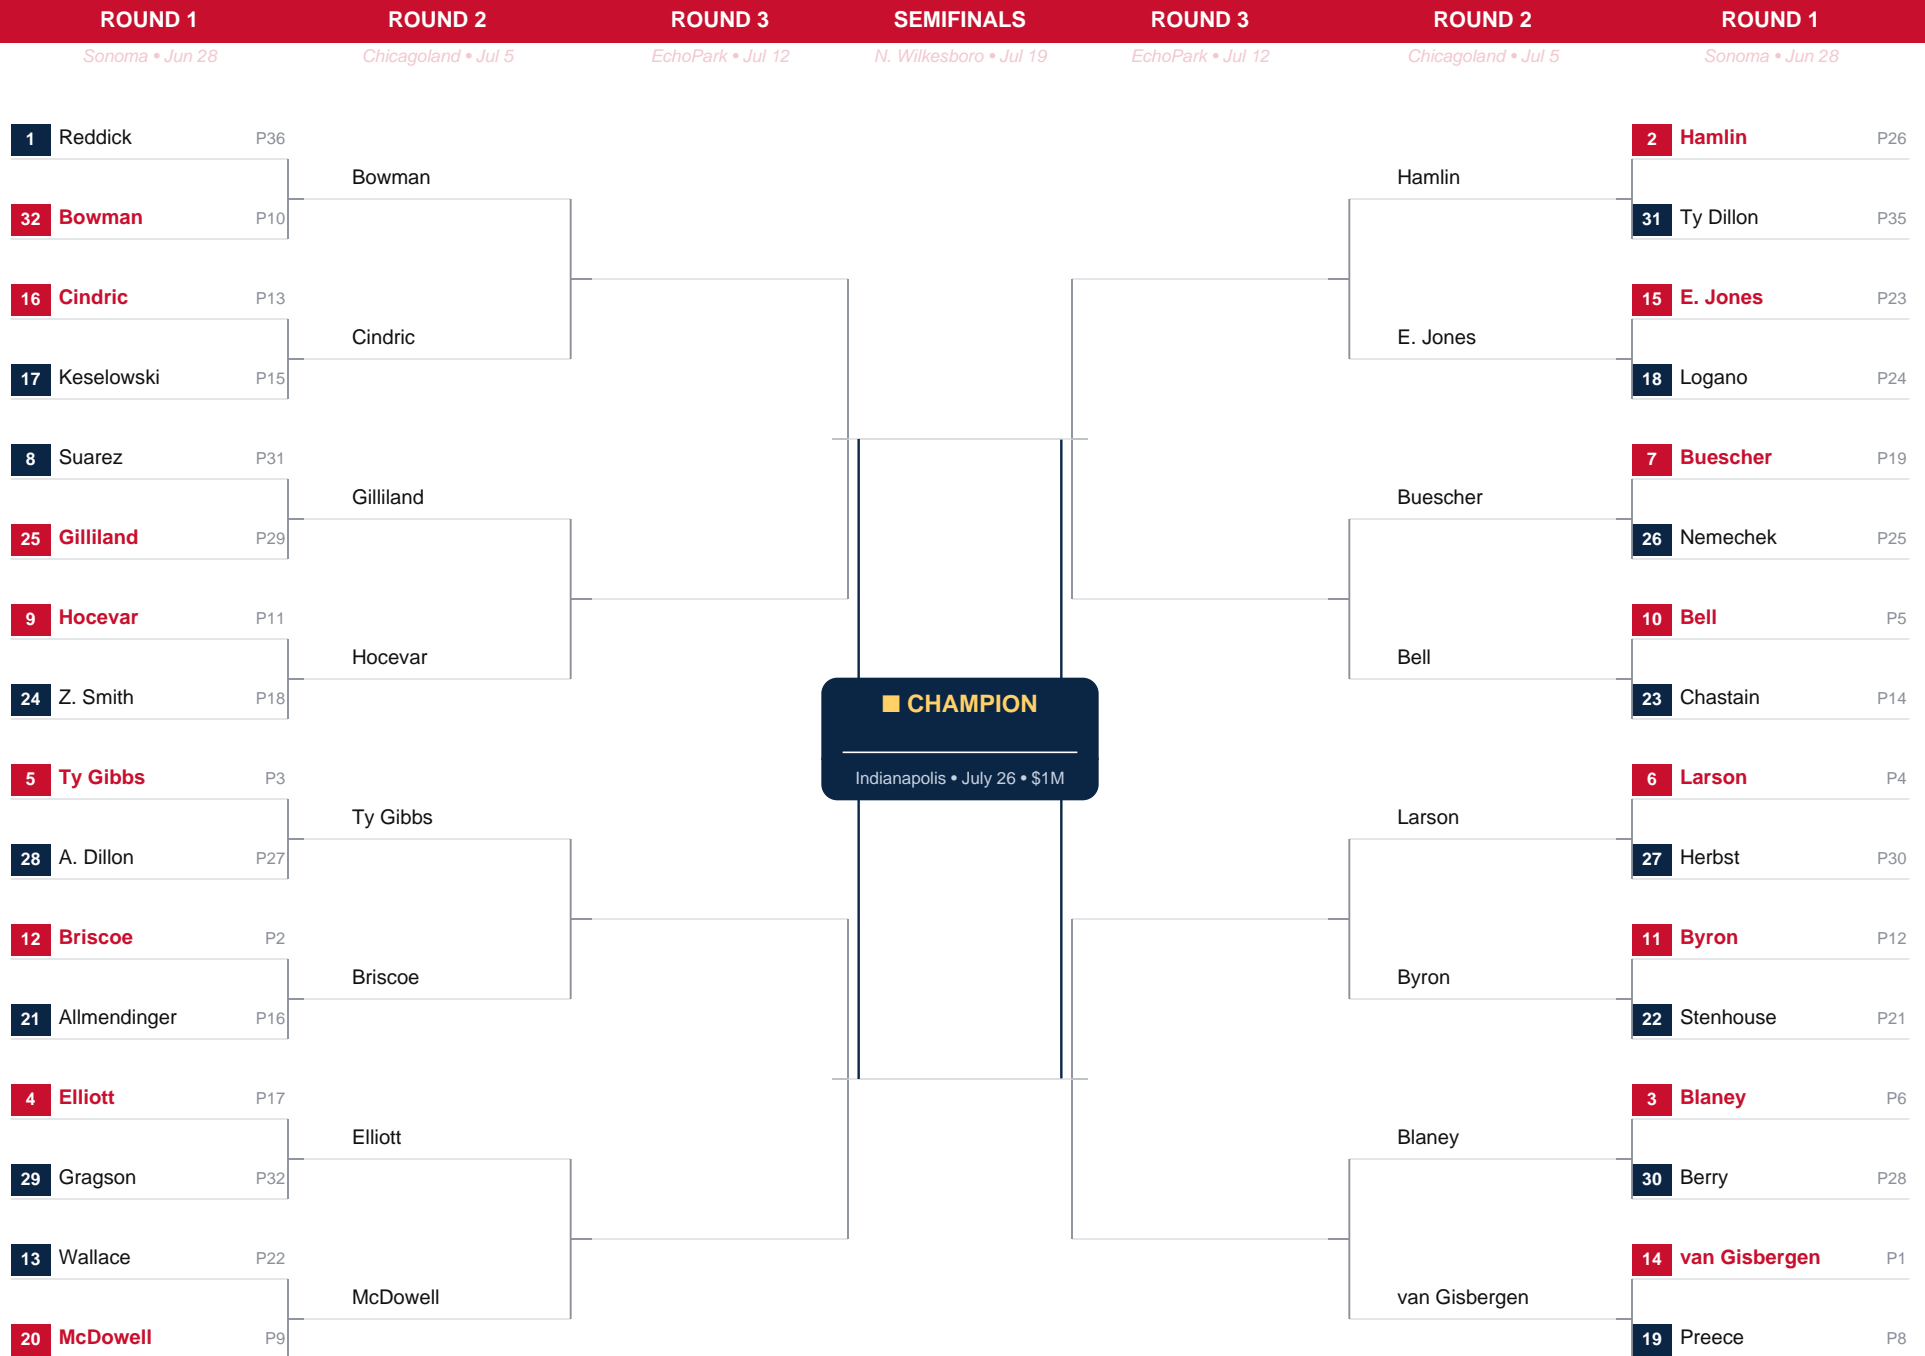 ROUND 1 ROUND 2 ROUND 3 SEMIFINALS ROUND 3 ROUND 2 ROUND 1
Sonoma • Jun 28 Chicagoland • Jul 5 EchoPark • Jul 12 N. Wilkesboro • Jul 19 EchoPark • Jul 12 Chicagoland • Jul 5 Sonoma • Jun 28
1 Reddick P36
32 Bowman P10
16 Cindric P13
17 Keselowski P15
8 Suarez P31
25 Gilliland P29
9 Hocevar P11
24 Z. Smith P18
5 Ty Gibbs P3
28 A. Dillon P27
12 Briscoe P2
21 Allmendinger P16
4 Elliott P17
29 Gragson P32
13 Wallace P22
20 McDowell P9
Bowman
Cindric
Gilliland
Hocevar
Ty Gibbs
Briscoe
Elliott
McDowell
■ CHAMPION
Indianapolis • July 26 • $1M
Hamlin
E. Jones
Buescher
Bell
Larson
Byron
Blaney
van Gisbergen
2 Hamlin P26
31 Ty Dillon P35
15 E. Jones P23
18 Logano P24
7 Buescher P19
26 Nemechek P25
10 Bell P5
23 Chastain P14
6 Larson P4
27 Herbst P30
11 Byron P12
22 Stenhouse P21
3 Blaney P6
30 Berry P28
14 van Gisbergen P1
19 Preece P8